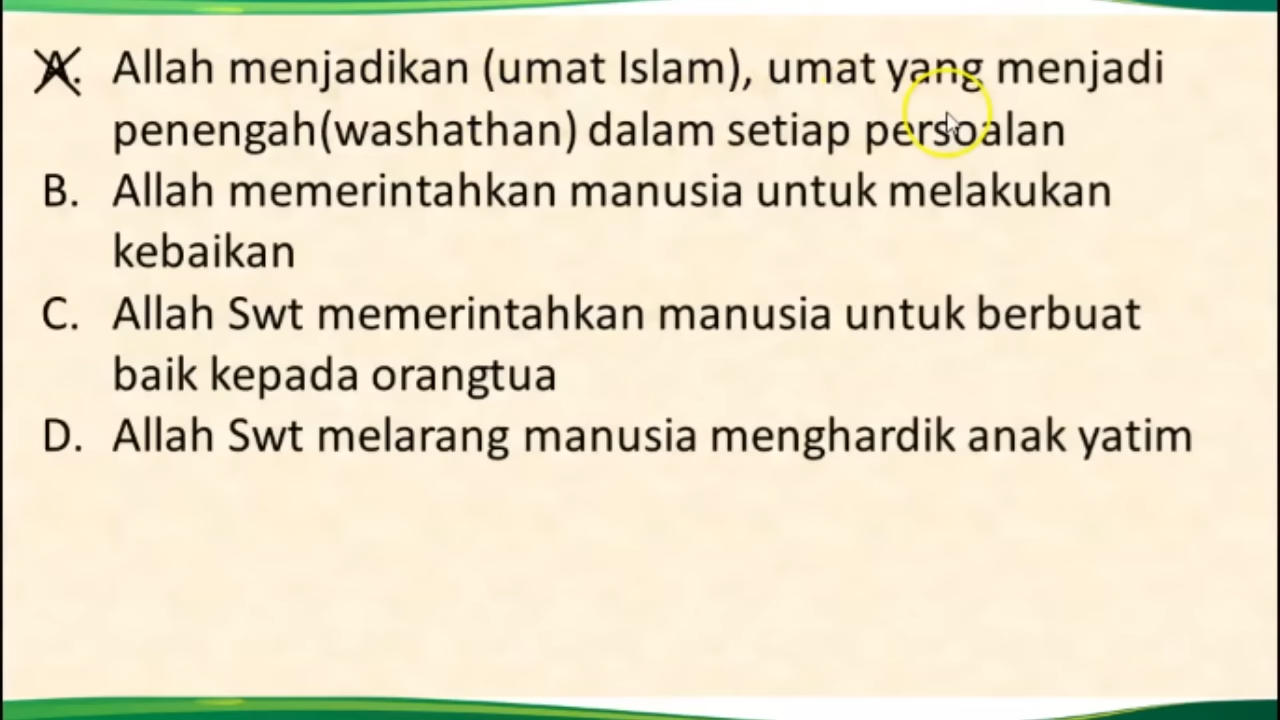 A. Allah menjadikan (umat Islam), umat yang menjadi
penengah(washathan) dalam setiap persoalan
B. Allah memerintahkan manusia untuk melakukan
kebaikan
C. Allah Swt memerintahkan manusia untuk berbuat
baik kepada orangtua
D. Allah Swt melarang manusia menghardik anak yatim